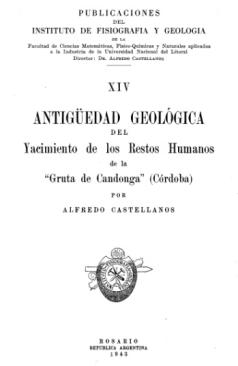 PUBLICACIONES
DEL
INSTITUTO DE FISIOGRAFIA Y GEOLOGIA
DE LA
Facultad de Ciencias Matemáticas, Físico-Químicas y Naturales aplicadas
a la Industria de la Universidad Nacional del Litoral
Director: DR. ALFREDO CASTELLANOS
XIV
ANTIGÜEDAD GEOLÓGICA
DEL
Yacimiento de los Restos Humanos
de la
"Gruta de Candonga" (Córdoba)
POR
ALFREDO CASTELLANOS
ROSARIO
REPÚBLICA ARGENTINA
1943